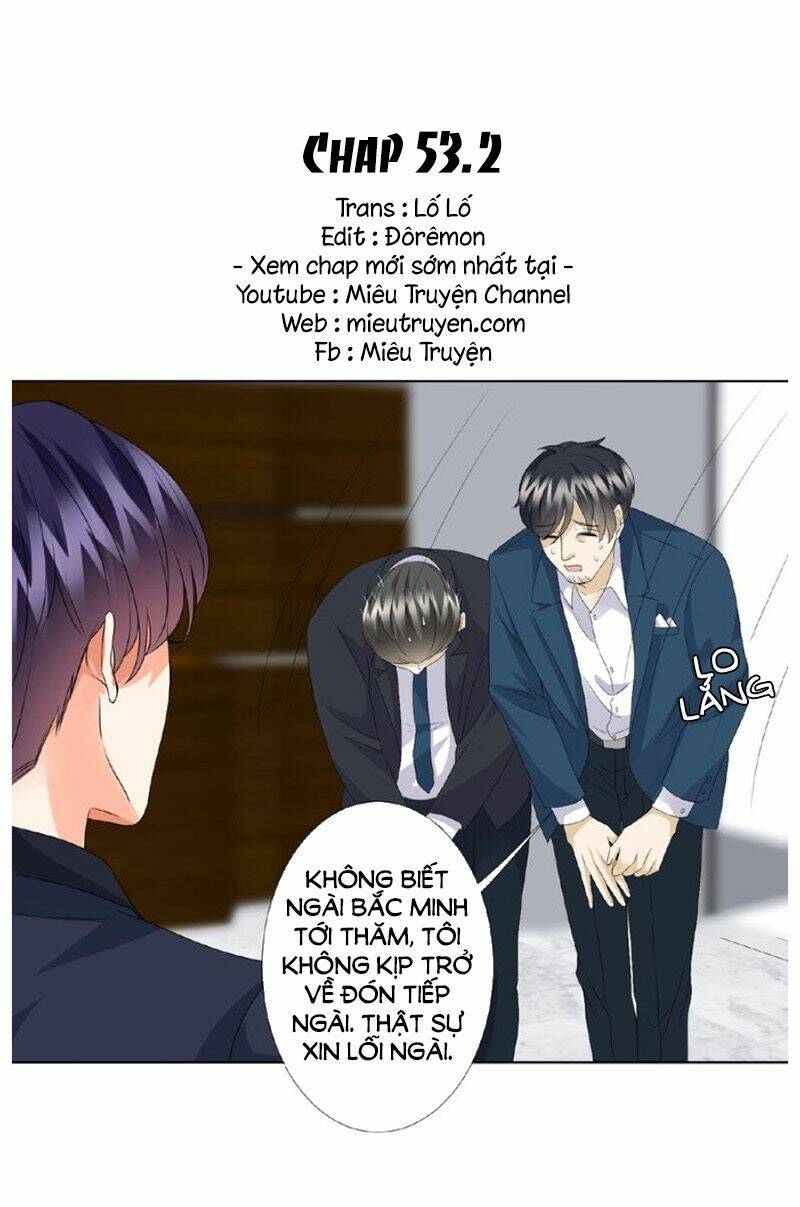 CHAP 53.2
Trans : Lố Lố
Edit : Đôrêmon
- Xem chap mới sớm nhất tại -
Youtube : Miêu Truyện Channel
Web : mieutruyen.com
Fb : Miêu Truyện
LO
LẮNG
KHÔNG BIẾT
NGÀI BẮC MINH
TỚI THĂM, TÔI
KHÔNG KỊP TRỞ
VỀ ĐÓN TIẾP
NGÀI. THẬT SỰ
XIN LỖI NGÀI.